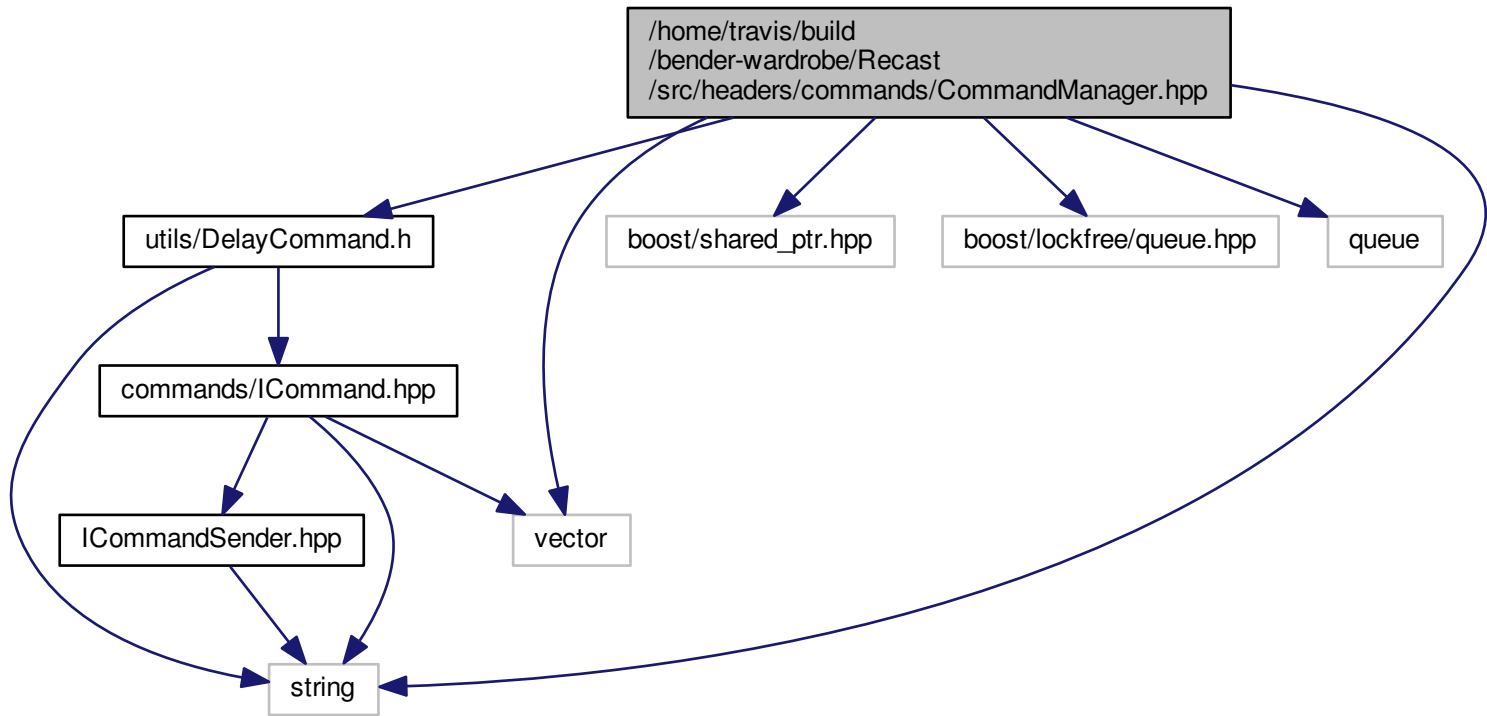 /home/travis/build
/bender-wardrobe/Recast
/src/headers/commands/CommandManager.hpp
utils/DelayCommand.h
boost/shared_ptr.hpp
boost/lockfree/queue.hpp
queue
commands/ICommand.hpp
ICommandSender.hpp
vector
string